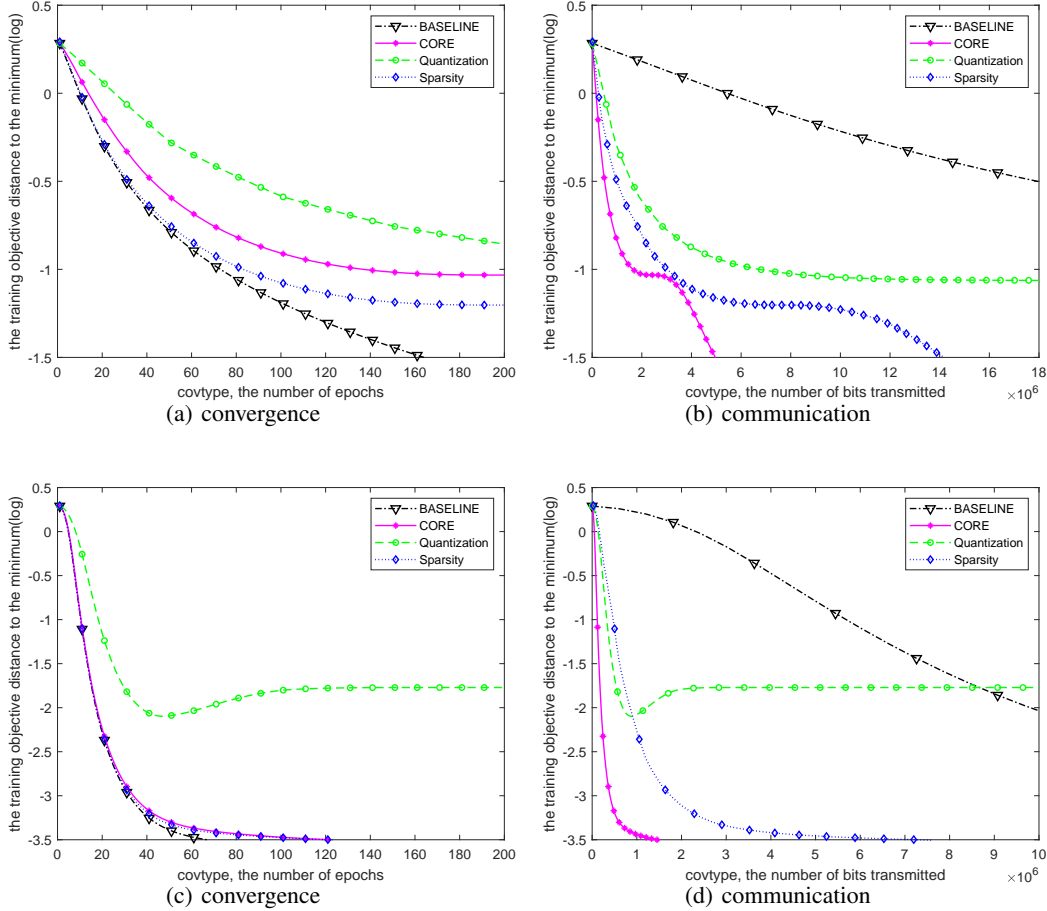 the training objective distance to the minimum(log)
0.5
0
-0.5
-1
-1.5
0 20 40 60 80 100 120 140 160 180 200
covtype, the number of epochs
BASELINE
CORE
Quantization
Sparsity
(a) convergence
the training objective distance to the minimum(log)
0.5
0
-0.5
-1
-1.5
0 2 4 6 8 10 12 14 16 18
covtype, the number of bits transmitted
×10^6
BASELINE
CORE
Quantization
Sparsity
(b) communication
the training objective distance to the minimum(log)
0.5
0
-0.5
-1
-1.5
-2
-2.5
-3
-3.5
0 20 40 60 80 100 120 140 160 180 200
covtype, the number of epochs
BASELINE
CORE
Quantization
Sparsity
(c) convergence
the training objective distance to the minimum(log)
0.5
0
-0.5
-1
-1.5
-2
-2.5
-3
-3.5
0 1 2 3 4 5 6 7 8 9 10
covtype, the number of bits transmitted
×10^6
BASELINE
CORE
Quantization
Sparsity
(d) communication